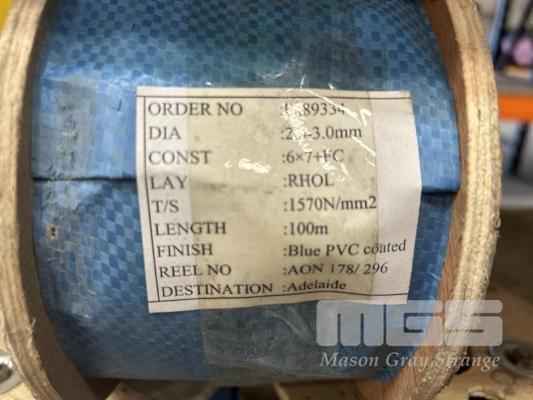 ORDER NO
DIA
CONST :6×7+FC
LAY :RHOL
T/S :1570N/mm2
LENGTH :100m
FINISH :Blue PVC coated
REEL NO :AON 178/296
DESTINATION :Adelaide
MGS
Mason Gray Strange